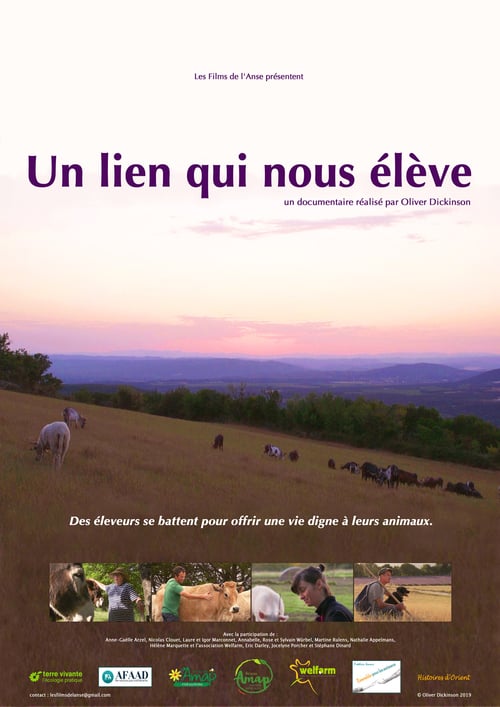 Les Films de l'Anse présentent
Un lien qui nous élève
un documentaire réalisé par Oliver Dickinson
Des éleveurs se battent pour offrir une vie digne à leurs animaux.
Avec la participation de :
Anne-Gaëlle Arzel, Nicolas Clouet, Laure et Igor Marconnet, Annabelle, Rose et Sylvain Würbel, Martine Rulens, Nathalie Appelmans,
Hélène Marquette et l'association Welfarm, Eric Darley, Jocelyne Porcher et Stéphane Dinard
terre vivante
l'écologie pratique
AFAAD
Amap
Amap
welfarm
Histoires d'Orient
contact : lesfilmsdelanse@gmail.com
© Oliver Dickinson 2019